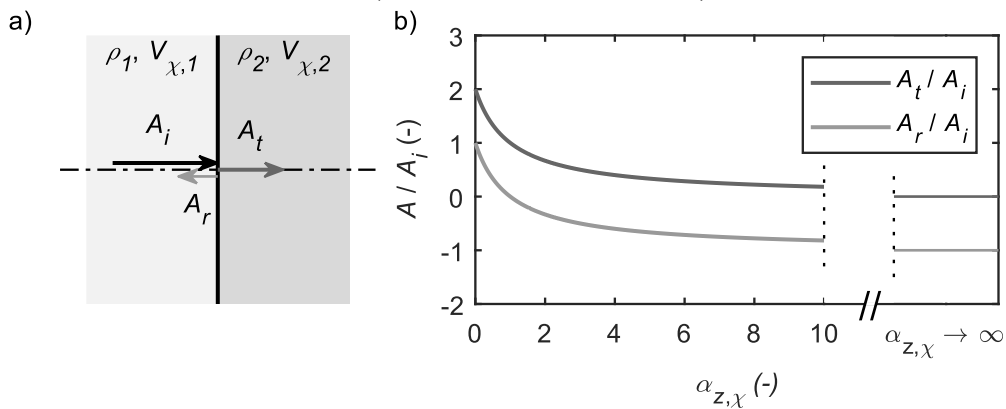 a)
ρ1, Vχ,1
ρ2, Vχ,2
Ai
At
Ar
b)
A / Ai (-)
3
2
1
0
-1
-2
At / Ai
Ar / Ai
0 2 4 6 8 10 αz,χ → ∞
αz,χ (-)